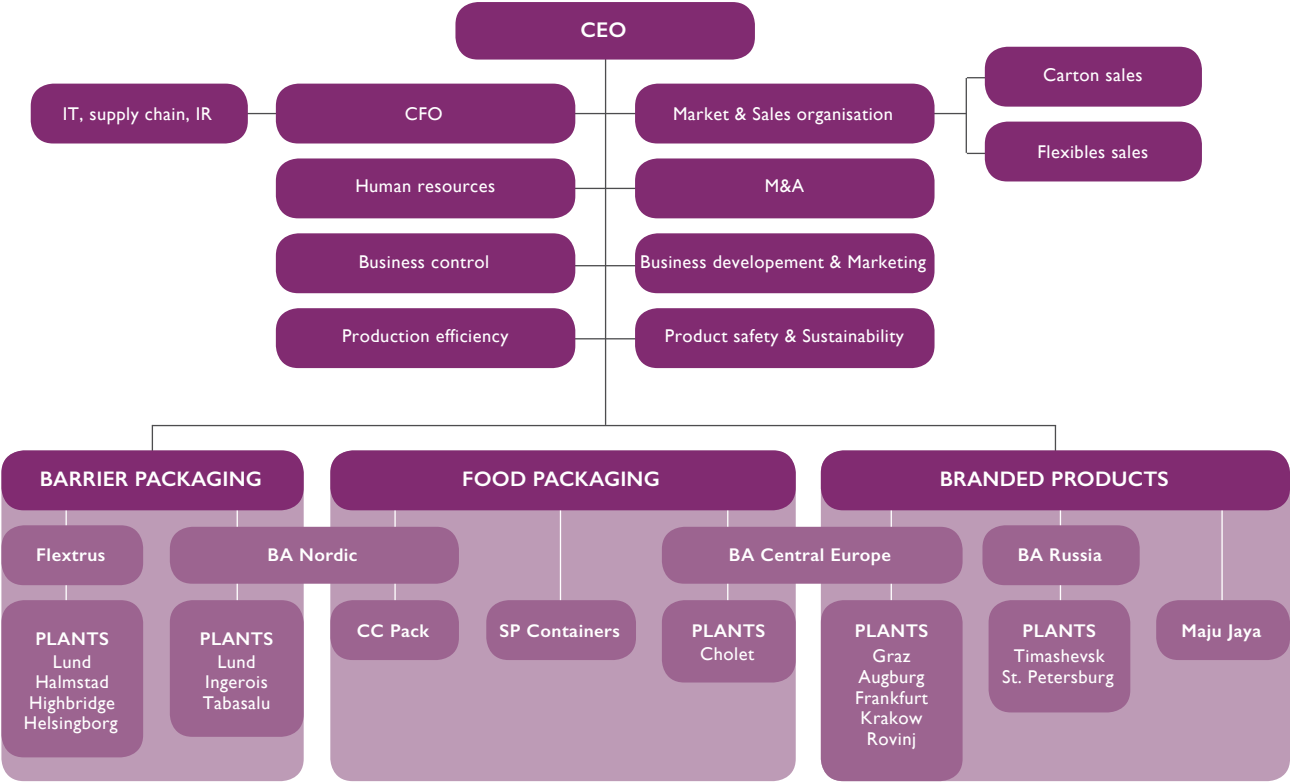 CEO
Carton sales
IT, supply chain, IR
CFO
Market & Sales organisation
Flexibles sales
Human resources
M&A
Business control
Business developement & Marketing
Production efficiency
Product safety & Sustainability
BARRIER PACKAGING
FOOD PACKAGING
BRANDED PRODUCTS
Flextrus
BA Nordic
BA Central Europe
BA Russia
PLANTS
Lund
Halmstad
Highbridge
Helsingborg
PLANTS
Lund
Ingerois
Tabasalu
CC Pack
SP Containers
PLANTS
Cholet
PLANTS
Graz
Augburg
Frankfurt
Krakow
Rovinj
PLANTS
Timashevsk
St. Petersburg
Maju Jaya